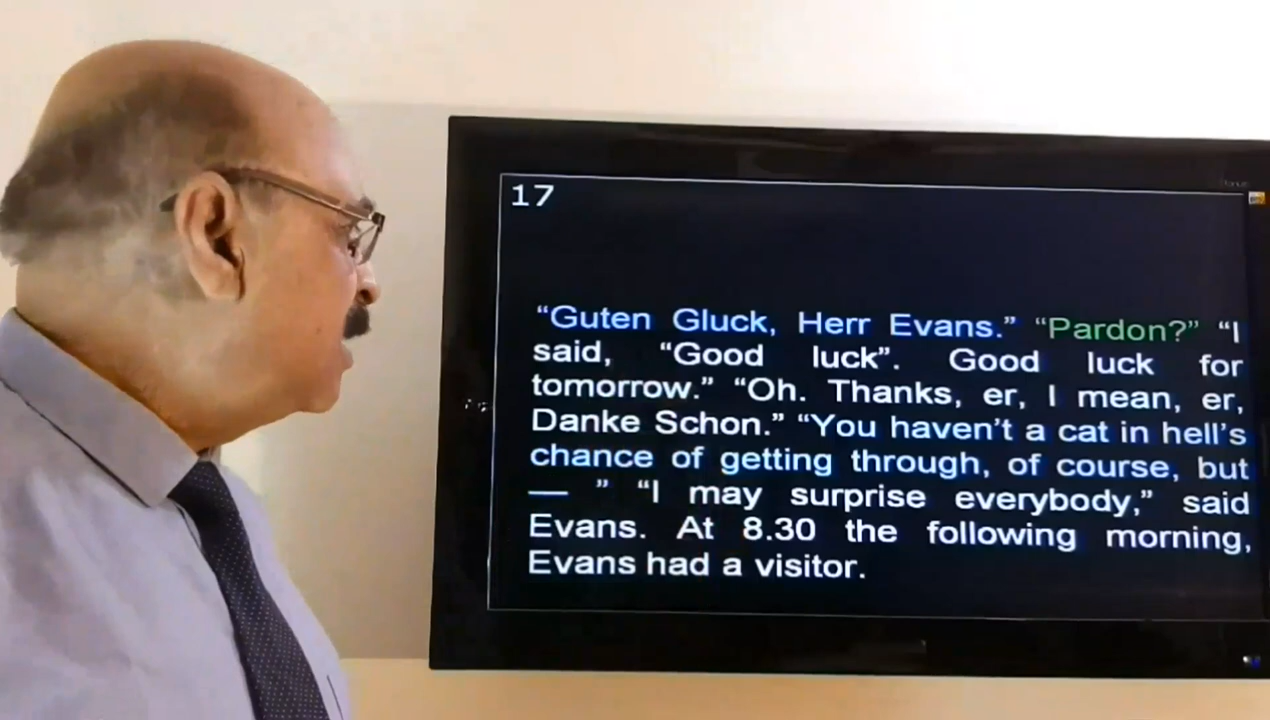 17
“Guten Gluck, Herr Evans.” “Pardon?” “I
said, “Good luck”. Good luck for
tomorrow.” “Oh. Thanks, er, I mean, er,
Danke Schon.” “You haven’t a cat in hell’s
chance of getting through, of course, but
— ” “I may surprise everybody,” said
Evans. At 8.30 the following morning,
Evans had a visitor.